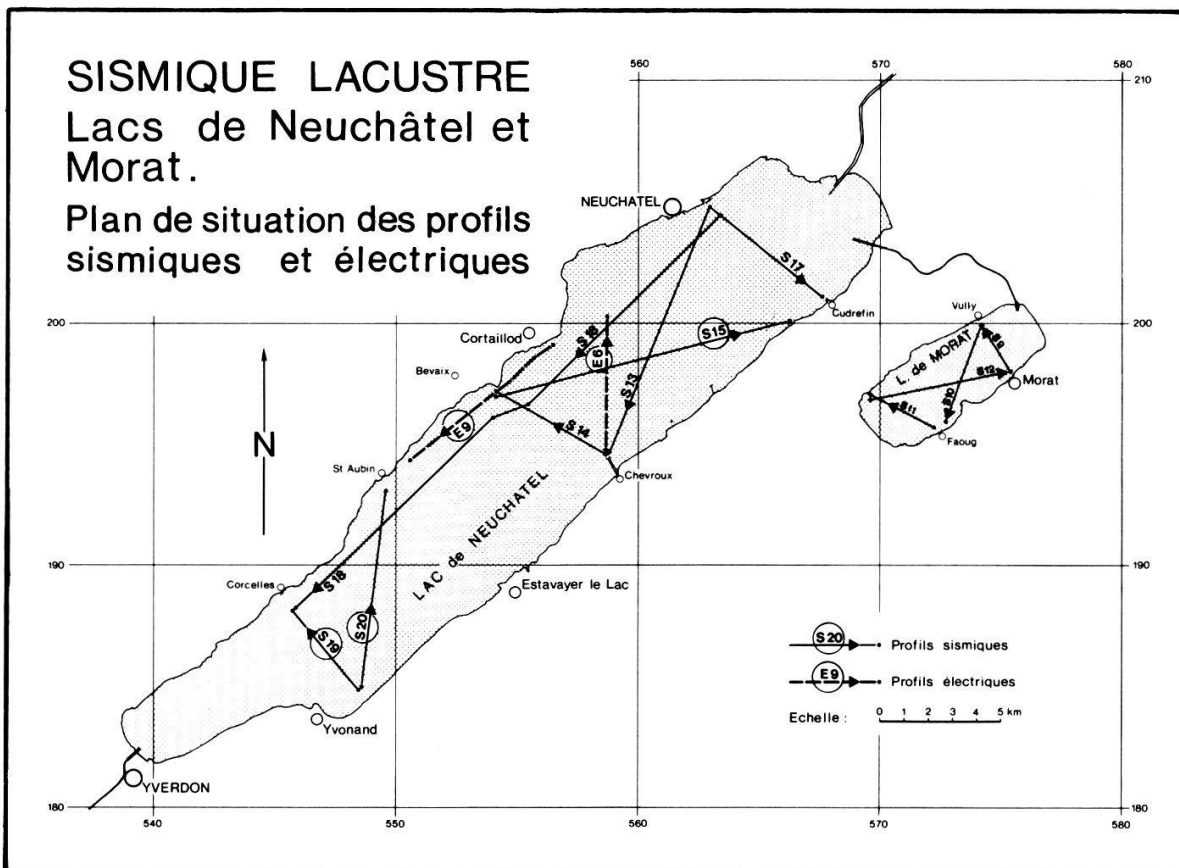 SISMIQUE LACUSTRE
Lacs de Neuchâtel et
Morat.
Plan de situation des profils
sismiques et électriques
560
570
580
210
NEUCHATEL
S17
Cudrefin
200
Cortaillod
S16
S15
Vully
L. de MORAT
S9
S12
Morat
S10
S11
Faoug
200
Bevaix
E6
S13
E9
S14
N
St Aubin
Chevroux
LAC de NEUCHATEL
190
Corcelles
S18
Estavayer le Lac
190
S20
S19
S20
Profils sismiques
E9
Profils électriques
Echelle : 0 1 2 3 4 5 km
Yvonand
YVERDON
180
180
540
550
560
570
580